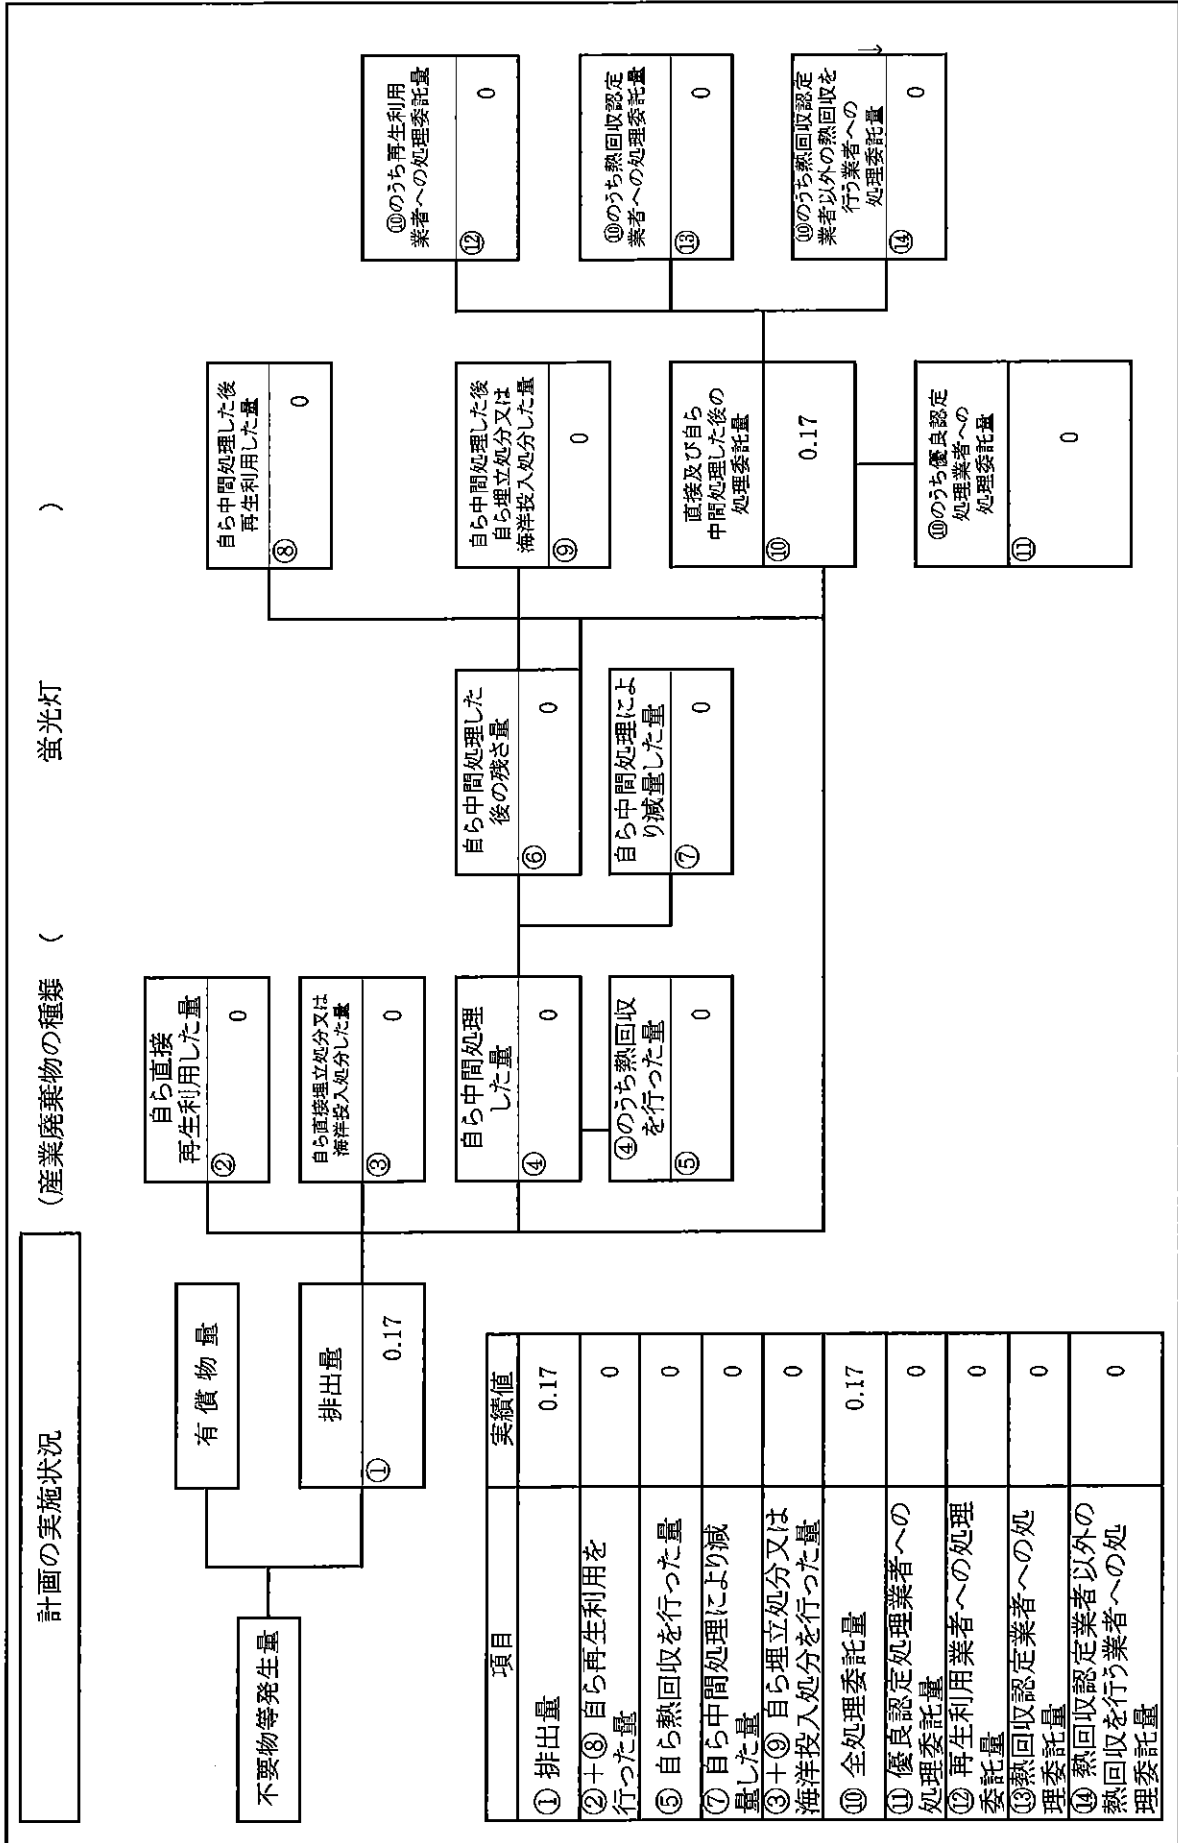 計画の実施状況
(産業廃棄物の種類 ( 蛍光灯 )
不要物等発生量
有償物量
排出量
① 0.17
自ら直接
再生利用した量
② 0
自ら直接埋立処分又は
海洋投入処分した量
③ 0
自ら中間処理
した量
④ 0
④のうち熱回収
を行った量
⑤ 0
自ら中間処理した
後の残さ量
⑥ 0
自ら中間処理によ
り減量した量
⑦ 0
自ら中間処理した後
再生利用した量
⑧ 0
自ら中間処理した後
自ら埋立処分又は
海洋投入処分した量
⑨ 0
直接及び自ら
中間処理した後の
処理委託量
⑩ 0.17
⑩のうち優良認定
処理業者への
処理委託量
⑪ 0
⑩のうち再生利用
業者への処理委託量
⑫ 0
⑩のうち熱回収認定
業者への処理委託量
⑬ 0
⑩のうち熱回収認定
業者以外の熱回収を
行う業者への
処理委託量
⑭ 0
項目 実績値
①排出量 0.17
②+⑧ 自ら再生利用を
行った量 0
⑤ 自ら熱回収を行った量 0
⑦ 自ら中間処理により減
量した量 0
③+⑨ 自ら埋立処分又は
海洋投入処分を行った量 0
⑩ 全処理委託量 0.17
⑪ 優良認定処理業者への
処理委託量 0
⑫ 再生利用業者への処理
委託量 0
⑬熱回収認定業者への処
理委託量 0
⑭ 熱回収認定業者以外の
熱回収を行う業者への処
理委託量 0